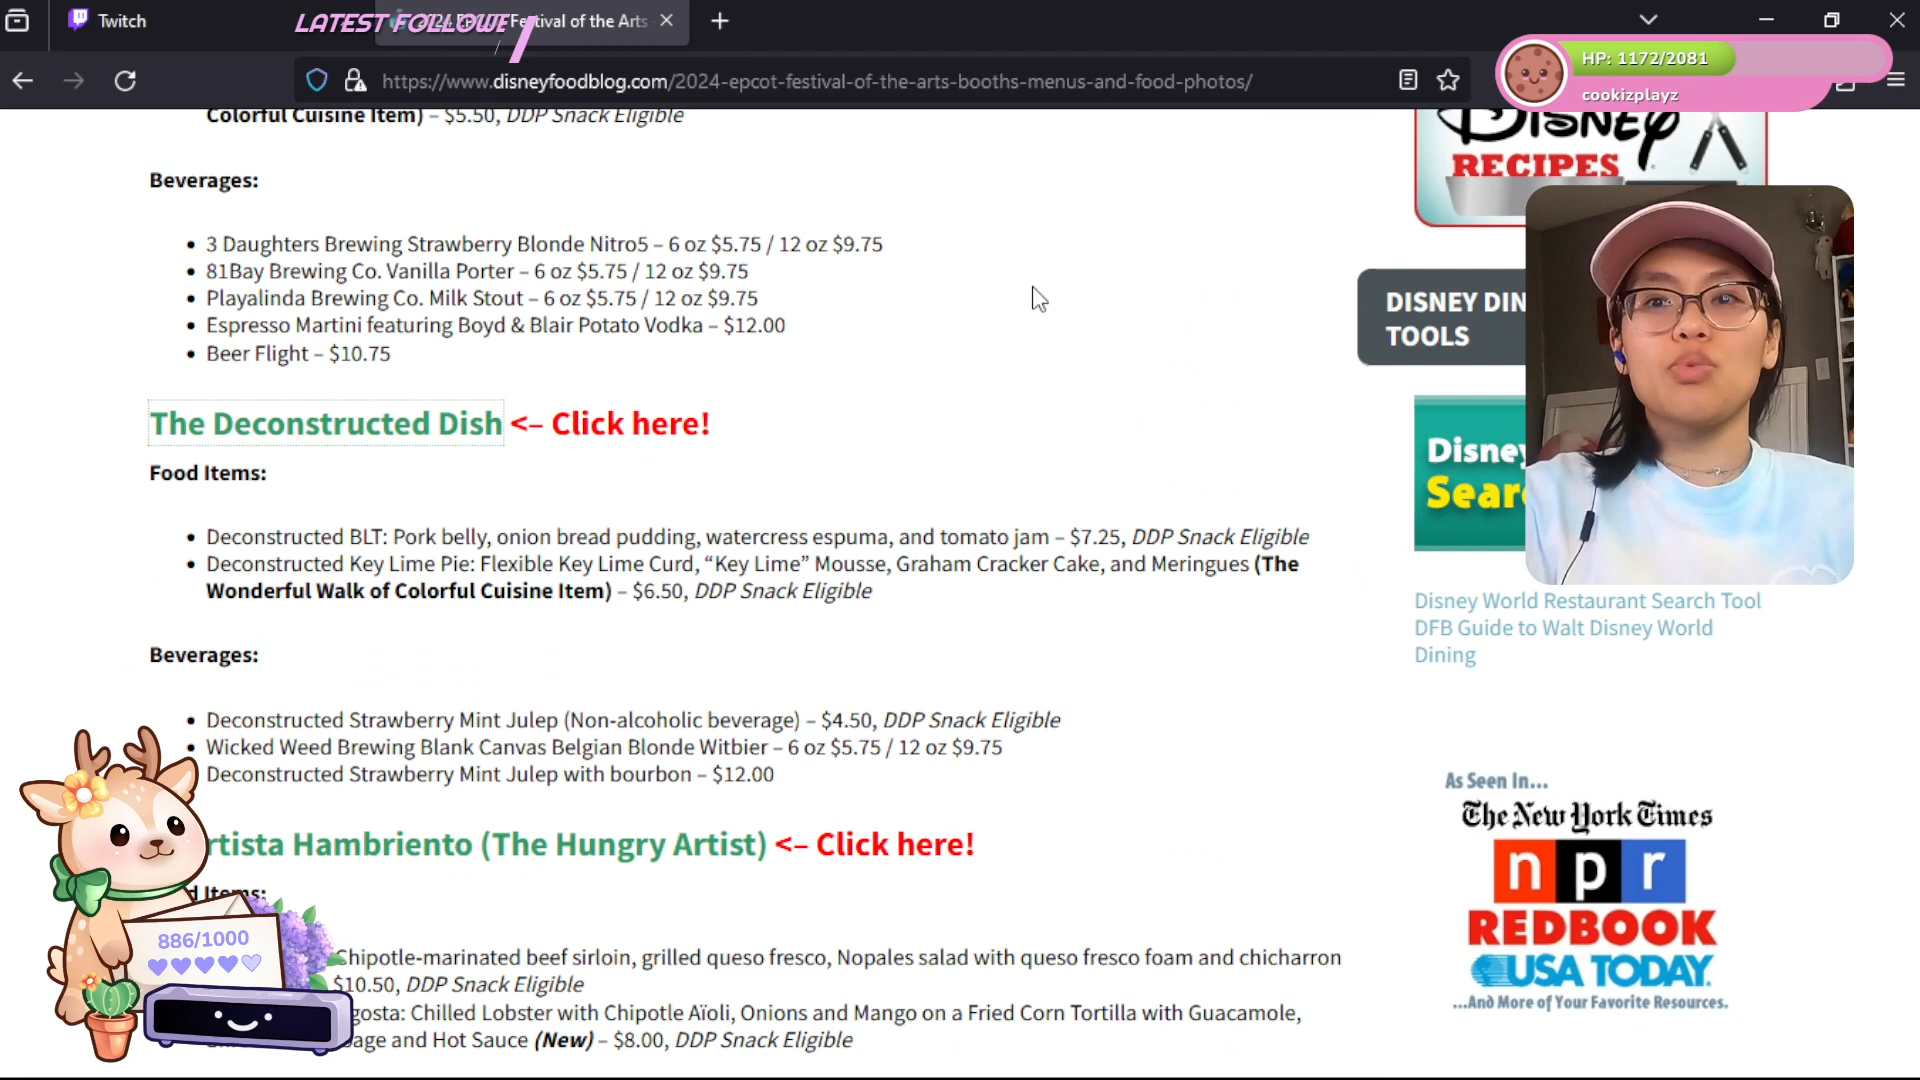 Twitch
LATEST FOLLOWE
Festival of the Arts
https://www.disneyfoodblog.com/2024-epcot-festival-of-the-arts-booths-menus-and-food-photos/
HP: 1172/2081
cookizplayz
Colorful Cuisine Item) – $5.50, DDP Snack Eligible
Beverages:
• 3 Daughters Brewing Strawberry Blonde Nitro5 – 6 oz $5.75 / 12 oz $9.75
• 81Bay Brewing Co. Vanilla Porter – 6 oz $5.75 / 12 oz $9.75
• Playalinda Brewing Co. Milk Stout – 6 oz $5.75 / 12 oz $9.75
• Espresso Martini featuring Boyd & Blair Potato Vodka – $12.00
• Beer Flight – $10.75
The Deconstructed Dish <– Click here!
Food Items:
• Deconstructed BLT: Pork belly, onion bread pudding, watercress espuma, and tomato jam – $7.25, DDP Snack Eligible
• Deconstructed Key Lime Pie: Flexible Key Lime Curd, “Key Lime” Mousse, Graham Cracker Cake, and Meringues (The
Wonderful Walk of Colorful Cuisine Item) – $6.50, DDP Snack Eligible
Beverages:
• Deconstructed Strawberry Mint Julep (Non-alcoholic beverage) – $4.50, DDP Snack Eligible
• Wicked Weed Brewing Blank Canvas Belgian Blonde Witbier – 6 oz $5.75 / 12 oz $9.75
Deconstructed Strawberry Mint Julep with bourbon – $12.00
rtista Hambriento (The Hungry Artist) <– Click here!
d Items:
Chipotle-marinated beef sirloin, grilled queso fresco, Nopales salad with queso fresco foam and chicharron
$10.50, DDP Snack Eligible
gosta: Chilled Lobster with Chipotle Aïoli, Onions and Mango on a Fried Corn Tortilla with Guacamole,
age and Hot Sauce (New) – $8.00, DDP Snack Eligible
886/1000
DISNEY
RECIPES
DISNEY DIN
TOOLS
Disney
Sear
Disney World Restaurant Search Tool
DFB Guide to Walt Disney World
Dining
As Seen In...
The New York Times
npr
REDBOOK
USA TODAY.
...And More of Your Favorite Resources.